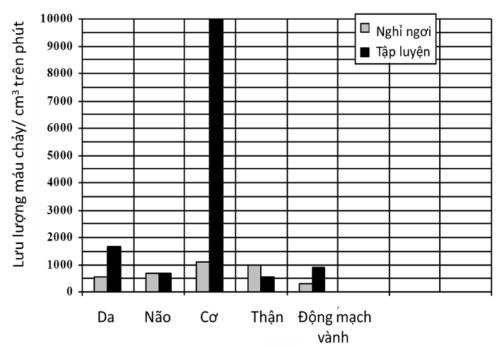 Lưu lượng máu chảy/ cm³ trên phút
10000
9000
8000
7000
6000
5000
4000
3000
2000
1000
0
Nghỉ ngơi
Tập luyện
Da
Não
Cơ
Thận
Động mạch
vành